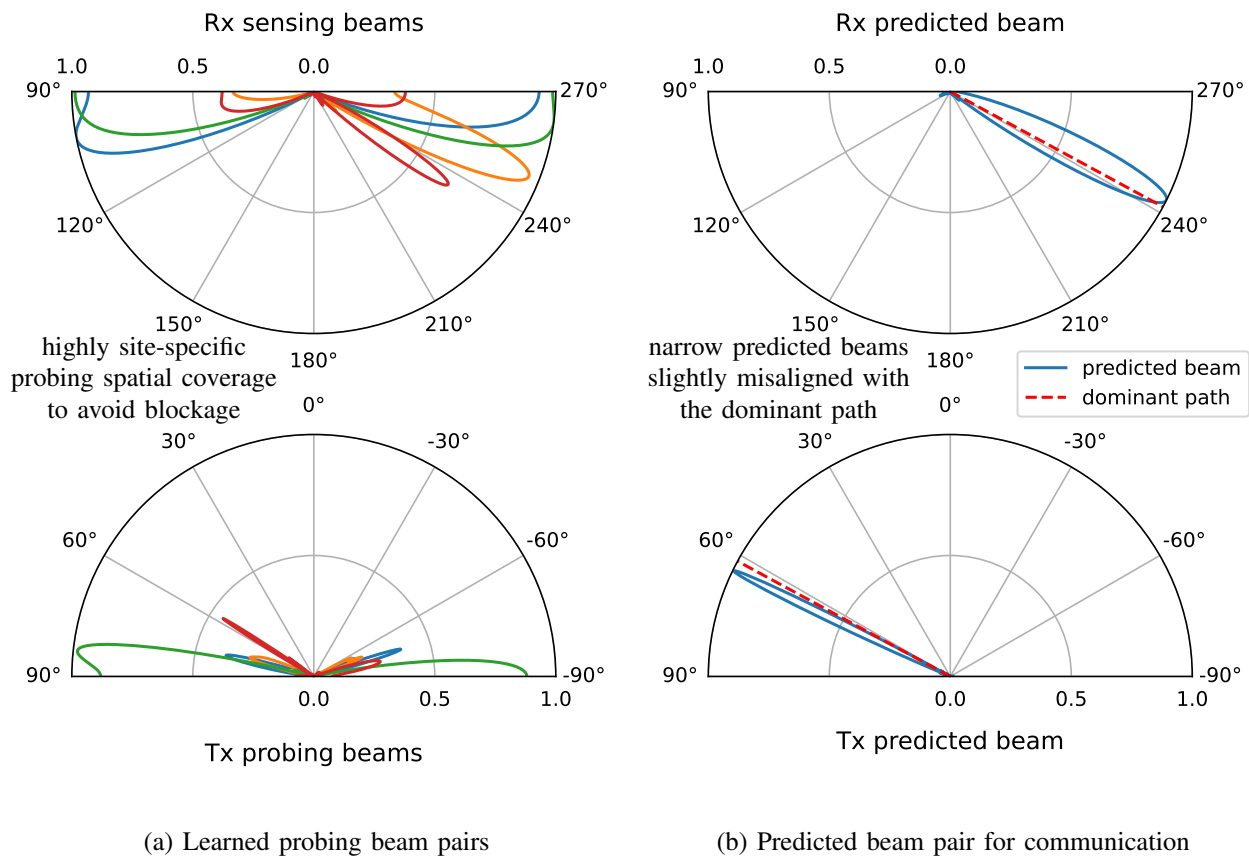 Rx sensing beams
1.0 0.5 0.0
90° 270°
120° 240°
150° 210°
180°
highly site-specific
probing spatial coverage
to avoid blockage
0°
30° -30°
60° -60°
90° -90°
0.0 0.5 1.0
Tx probing beams
(a) Learned probing beam pairs
Rx predicted beam
1.0 0.5 0.0
90° 270°
120° 240°
150° 210°
180°
narrow predicted beams
slightly misaligned with
the dominant path
predicted beam
dominant path
0°
30° -30°
60° -60°
90° -90°
0.0 0.5 1.0
Tx predicted beam
(b) Predicted beam pair for communication